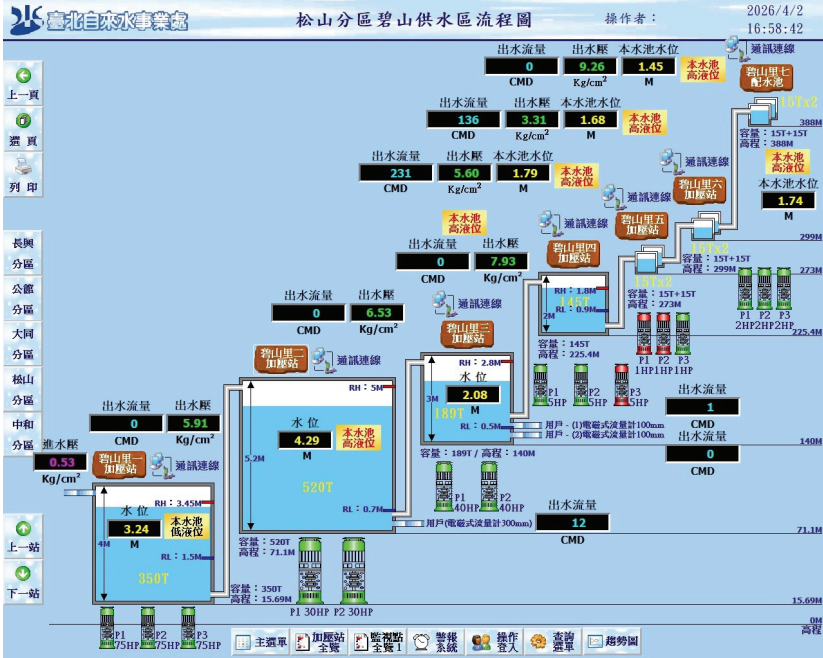 臺北自來水事業處
松山分區碧山供水區流程圖
操作者：
2026/4/2
16:58:42
出水流量 出水壓 本水池水位
0 9.26 1.45
CMD Kg/cm² M
本水池
高液位
通訊連線
碧山里七
配水池
15Tx2
388M
容量：15T+15T
高程：388M
出水流量 出水壓 本水池水位
136 3.31 1.68
CMD Kg/cm² M
本水池
高液位
出水流量 出水壓 本水池水位
231 5.60 1.79
CMD Kg/cm² M
本水池
高液位
通訊連線
碧山里六
加壓站
本水池
高液位
本水池水位
1.74
M
上一頁
選 頁
列 印
本水池
高液位
出水流量 出水壓
0 7.93
CMD Kg/cm²
通訊連線
碧山里五
加壓站
通訊連線
碧山里四
加壓站
15Tx2
299M
容量：15T+15T
高程：299M
15Tx2
273M
容量：15T+15T
高程：273M
P1 P2 P3
2HP 2HP 2HP
RH：1.8M
145T
RL：0.9M
2M
225.4M
容量：145T
高程：225.4M
P1 P2 P3
1HP 1HP 1HP
長興
分區
公館
分區
大同
分區
松山
分區
中和
分區
出水流量 出水壓
0 6.53
CMD Kg/cm²
通訊連線
碧山里三
加壓站
RH：2.8M
水 位
2.08
M
3M
189T
RL：0.5M
P1
5HP
P2
5HP
P3
5HP
用戶 - (1)電磁式流量計100mm
用戶 - (2)電磁式流量計100mm
出水流量
1
CMD
出水流量
0
CMD
140M
容量：189T / 高程：140M
P1
40HP
P2
40HP
碧山里二
加壓站
通訊連線
RH：5M
水 位
4.29
M
本水池
高液位
5.2M
520T
RL：0.7M
用戶(電磁式流量計300mm)
出水流量
12
CMD
71.1M
容量：520T
高程：71.1M
P1 30HP P2 30HP
出水流量 出水壓
0 5.91
CMD Kg/cm²
進水壓
0.53
Kg/cm²
碧山里一
加壓站
通訊連線
RH：3.45M
水 位
3.24
M
本水池
低液位
4M
RL：1.5M
350T
容量：350T
高程：15.69M
15.69M
P1
75HP
P2
75HP
P3
75HP
0M
高程
上一站
下一站
主選單
加壓站
全覽
監視點
全覽 1
警報
系統
操作
登入
查詢
選單
趨勢圖